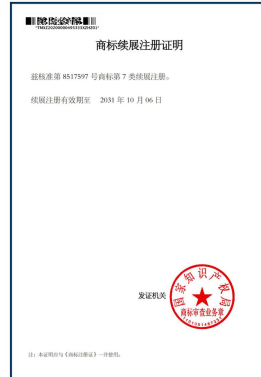 商标续展注册证明
兹核准第 8517597 号商标第 7 类续展注册。
续展注册有效期至 2031 年 10 月 06 日
发证机关
国家知识产权局
商标审查业务章
注：本证明应与《商标注册证》一并使用。